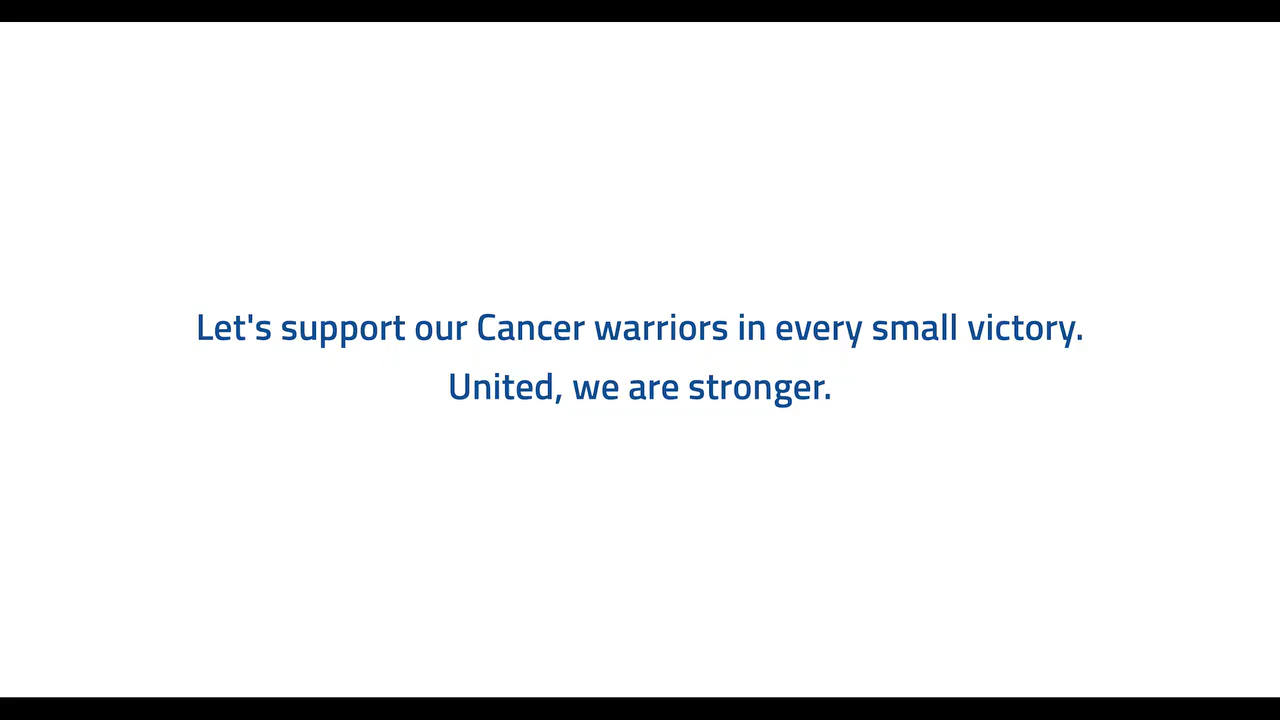 Let's support our Cancer warriors in every small victory.
United, we are stronger.